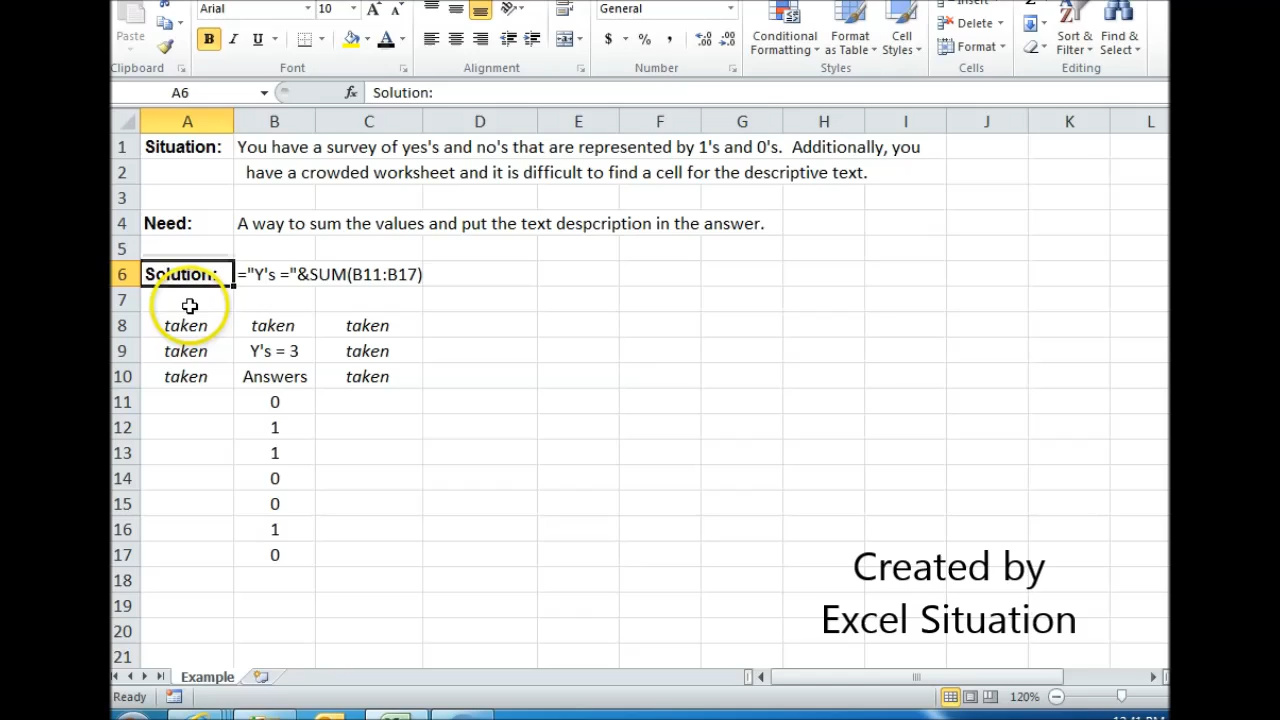 Arial 10 General
Paste
B I U $ % ,
Conditional Formatting Format as Table Cell Styles
Delete
Format
Sort & Filter Find & Select
Clipboard Font Alignment Number Styles Cells Editing
A6 fx Solution:
A B C D E F G H I J K L
1 Situation: You have a survey of yes's and no's that are represented by 1's and 0's. Additionally, you
2 have a crowded worksheet and it is difficult to find a cell for the descriptive text.
3
4 Need: A way to sum the values and put the text despcription in the answer.
5
6 Solution: ="Y's ="&SUM(B11:B17)
7
8 taken taken taken
9 taken Y's = 3 taken
10 taken Answers taken
11 0
12 1
13 1
14 0
15 0
16 1
17 0
18
19
20
21
Created by
Excel Situation
Example
Ready 120%